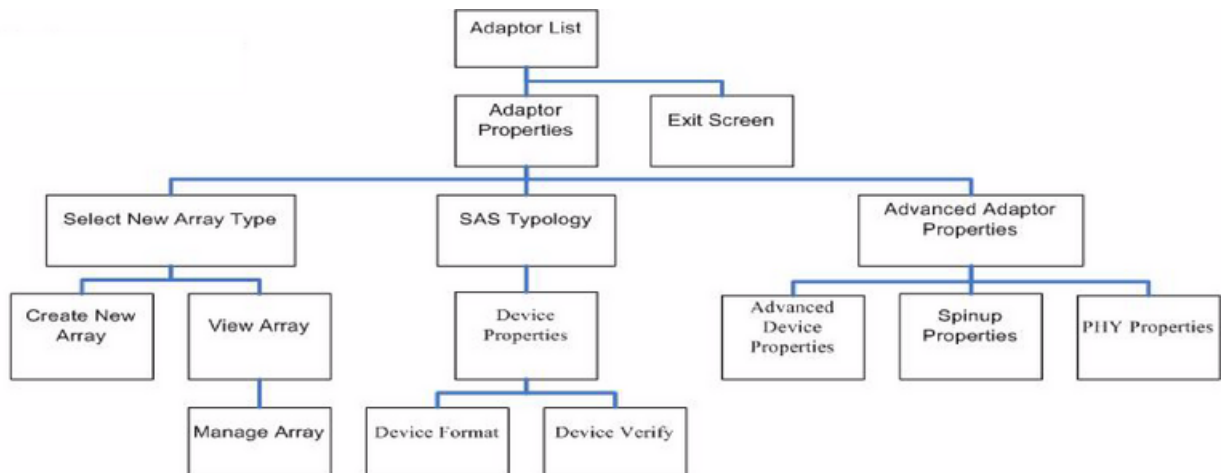 Adaptor List
Adaptor
Properties
Exit Screen
Select New Array Type
SAS Typology
Advanced Adaptor
Properties
Create New
Array
View Array
Device
Properties
Advanced
Device
Properties
Spinup
Properties
PHY Properties
Manage Array
Device Format
Device Verify